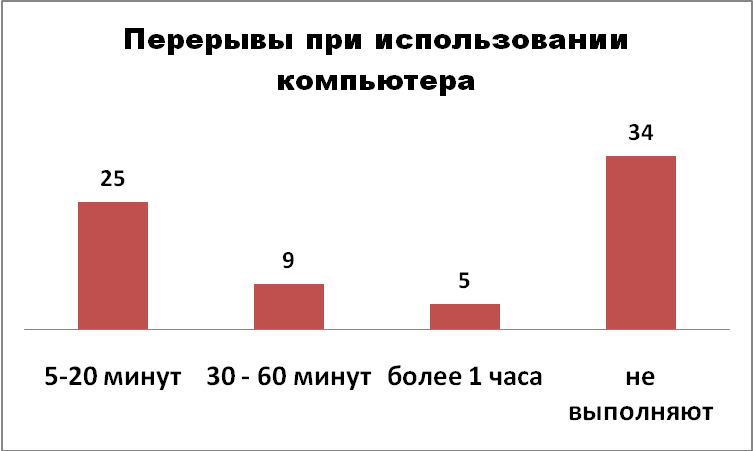 Перерывы при использовании
компьютера
34
25
9
5
5-20 минут 30 - 60 минут более 1 часа не
выполняют